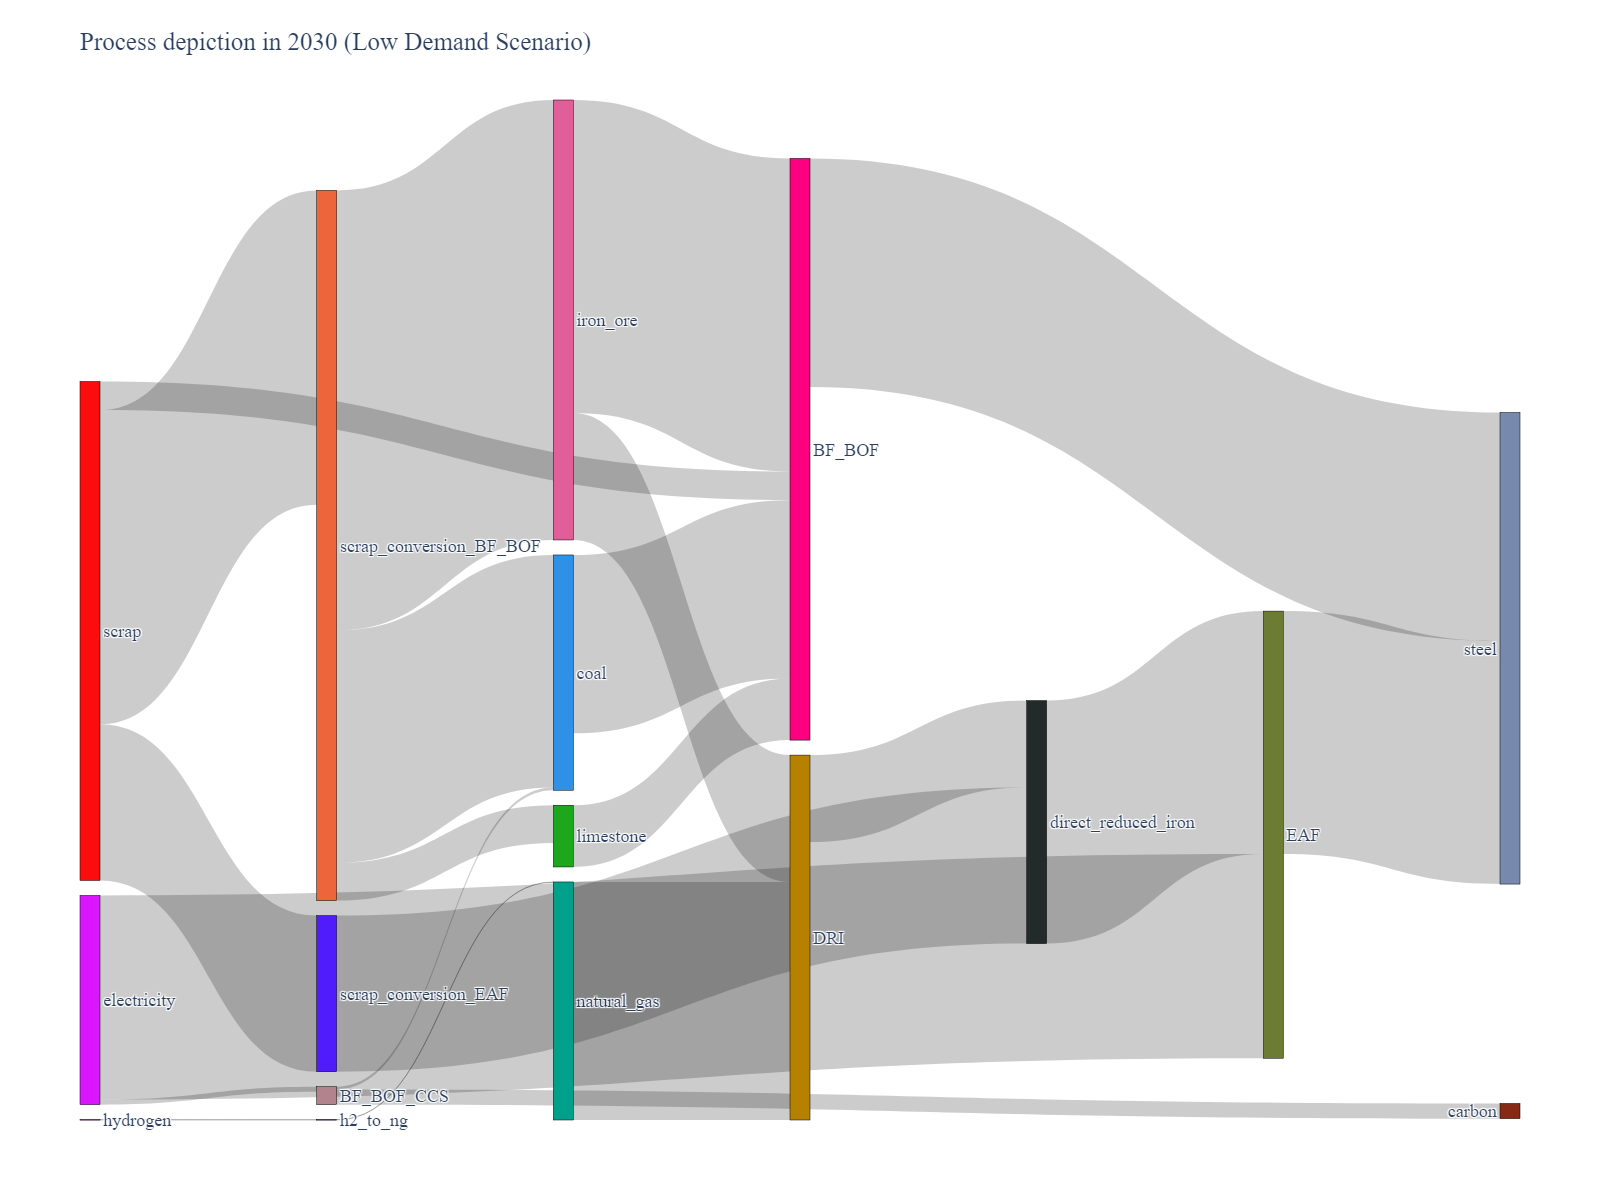 Process depiction in 2030 (Low Demand Scenario)
iron_ore
BF_BOF
scrap_conversion_BF_BOF
scrap
steel
coal
direct_reduced_iron
limestone
EAF
DRI
scrap_conversion_EAF
electricity
natural_gas
BF_BOF_CCS
carbon
hydrogen
h2_to_ng